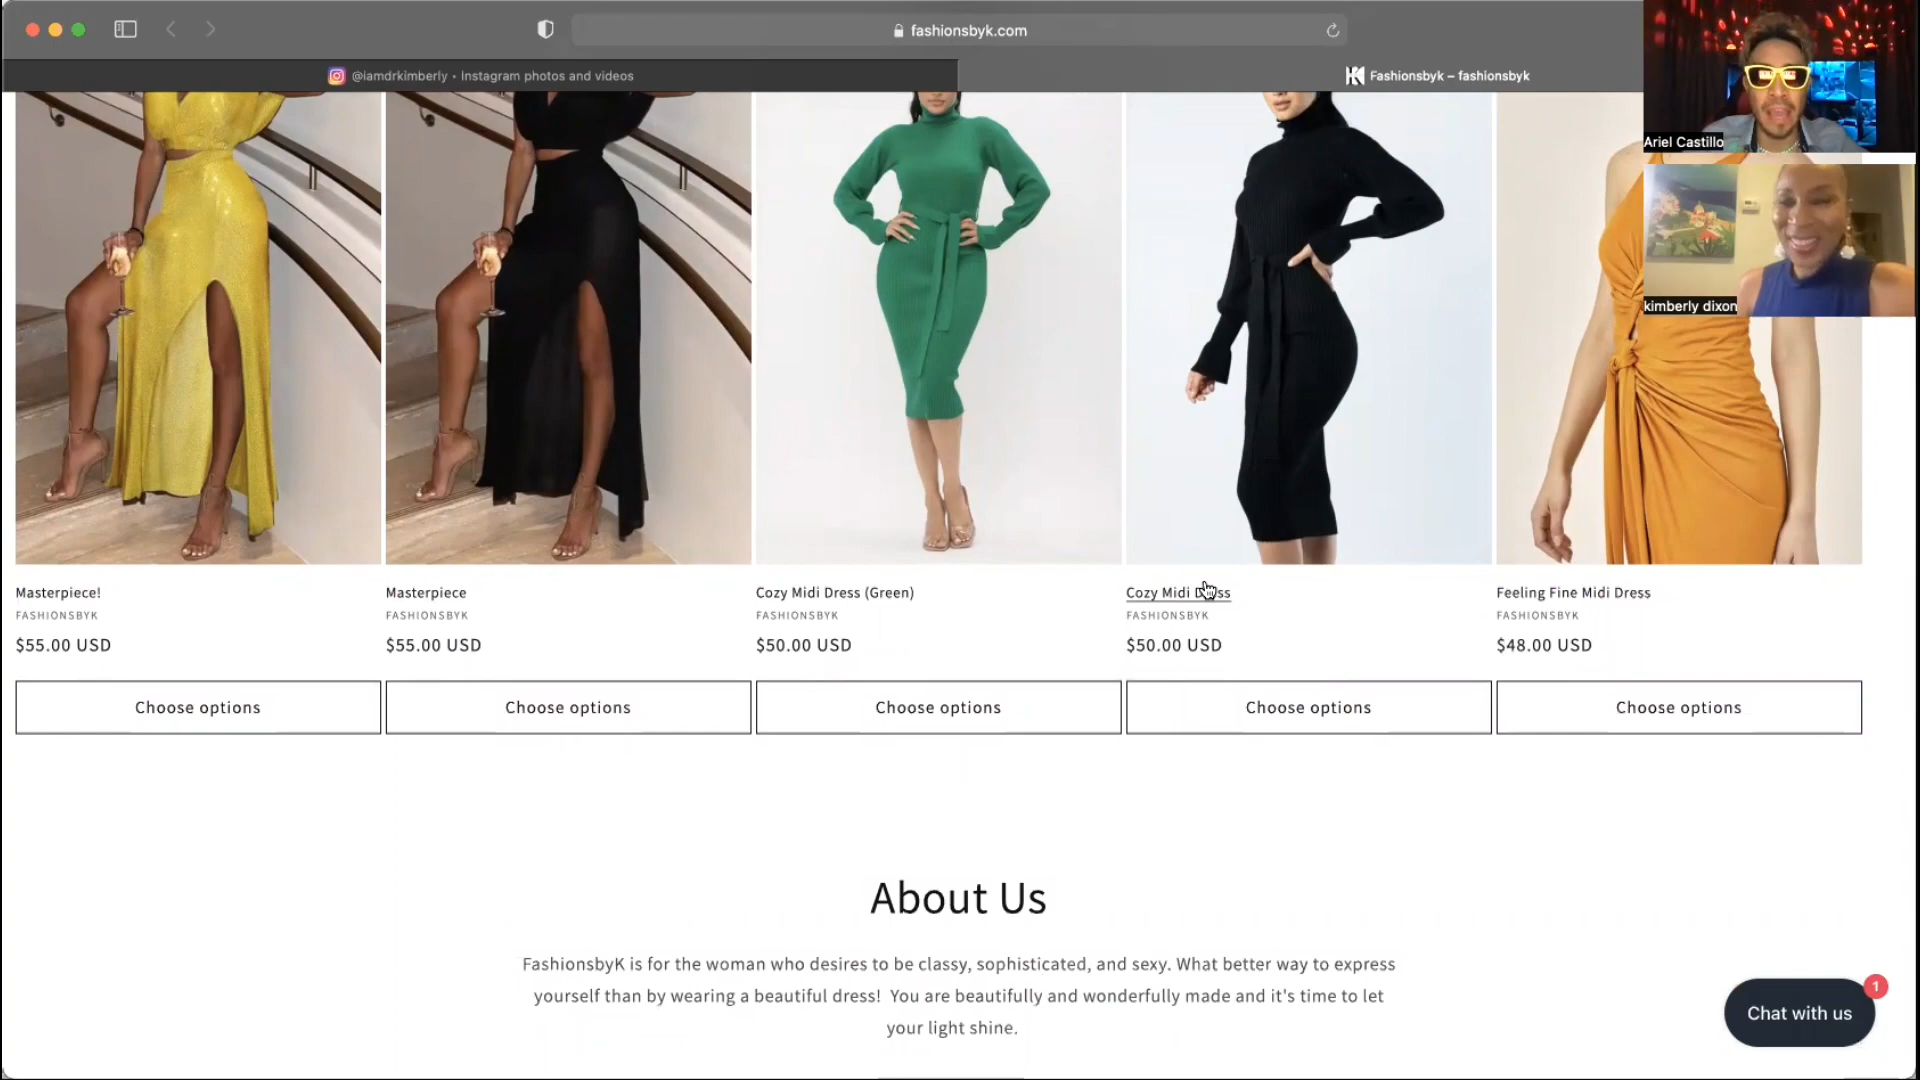 fashionsbyk.com
@iamdrkimberly • Instagram photos and videos
Fashionsbyk – fashionsbyk
Ariel Castillo
kimberly dixon
Masterpiece!
FASHIONSBYK
$55.00 USD
Choose options
Masterpiece
FASHIONSBYK
$55.00 USD
Choose options
Cozy Midi Dress (Green)
FASHIONSBYK
$50.00 USD
Choose options
Cozy Midi Dress
FASHIONSBYK
$50.00 USD
Choose options
Feeling Fine Midi Dress
FASHIONSBYK
$48.00 USD
Choose options
About Us
FashionsbyK is for the woman who desires to be classy, sophisticated, and sexy. What better way to express
yourself than by wearing a beautiful dress!  You are beautifully and wonderfully made and it's time to let
your light shine.
1
Chat with us